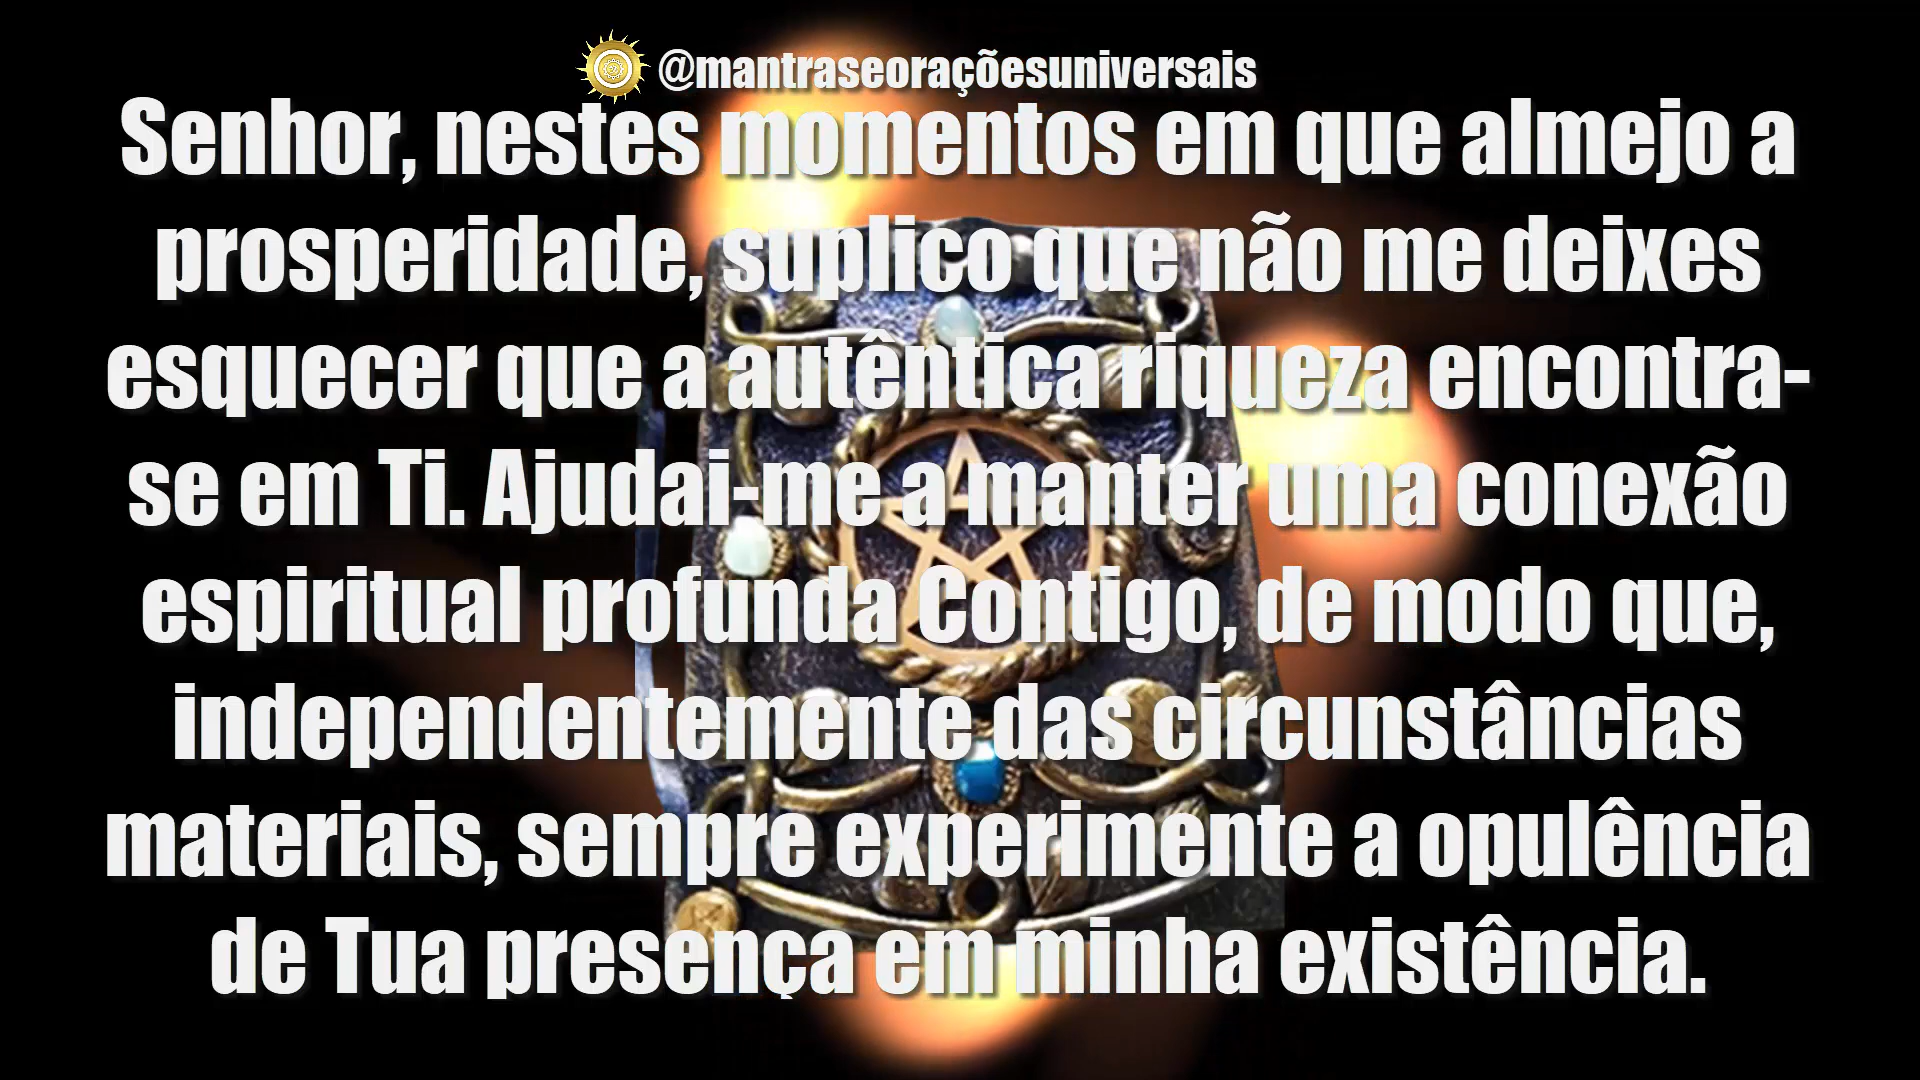 @mantraseoraçõesuniversais
Senhor, nestes momentos em que almejo a
prosperidade, suplico que não me deixes
esquecer que a autêntica riqueza encontra-
se em Ti. Ajudai-me a manter uma conexão
espiritual profunda Contigo, de modo que,
independentemente das circunstâncias
materiais, sempre experimente a opulência
de Tua presença em minha existência.